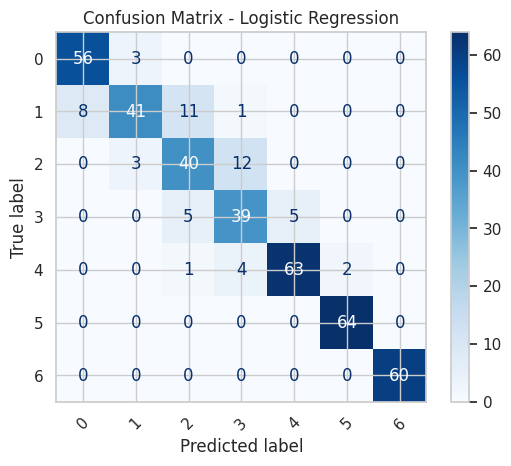 Confusion Matrix - Logistic Regression
True label
0 56 3 0 0 0 0 0
1 8 41 11 1 0 0 0
2 0 3 40 12 0 0 0
3 0 0 5 39 5 0 0
4 0 0 1 4 63 2 0
5 0 0 0 0 0 64 0
6 0 0 0 0 0 0 60
0 1 2 3 4 5 6
Predicted label
60
50
40
30
20
10
0